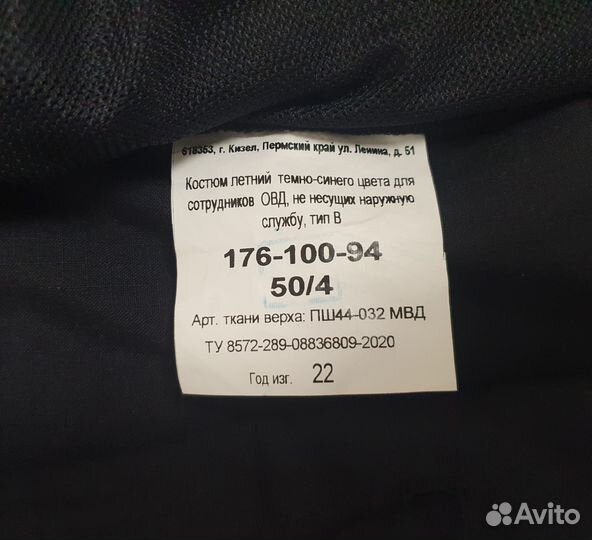 618353, г. Кизел, Пермский край ул. Ленина, д. 51
Костюм летний темно-синего цвета для
сотрудников ОВД, не несущих наружную
службу, тип В
176-100-94
50/4
Арт. ткани верха: ПШ44-032 МВД
ТУ 8572-289-08836809-2020
Год изг. 22
Avito